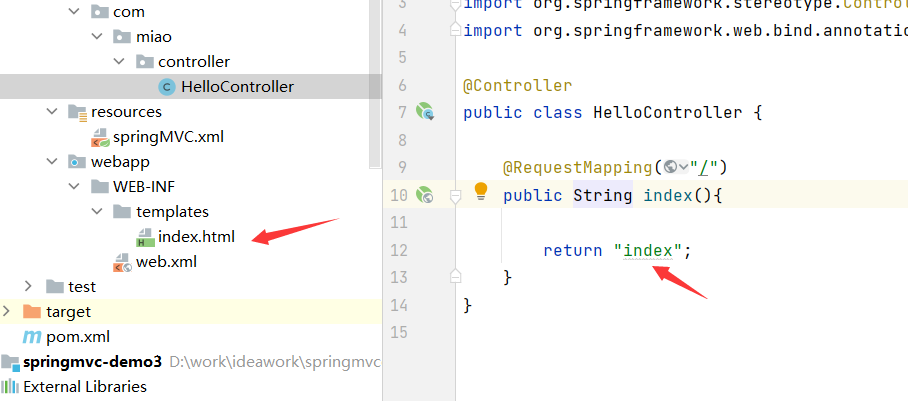 com
miao
controller
HelloController
resources
springMVC.xml
webapp
WEB-INF
templates
index.html
web.xml
test
target
pom.xml
springmvc-demo3 D:\work\ideawork\springmvc
External Libraries
3 import org.springframework.stereotype.Contro
4 import org.springframework.web.bind.annotatio
5
6 @Controller
7 public class HelloController {
8
9 @RequestMapping("/")
10 public String index(){
11
12 return "index";
13 }
14 }
15